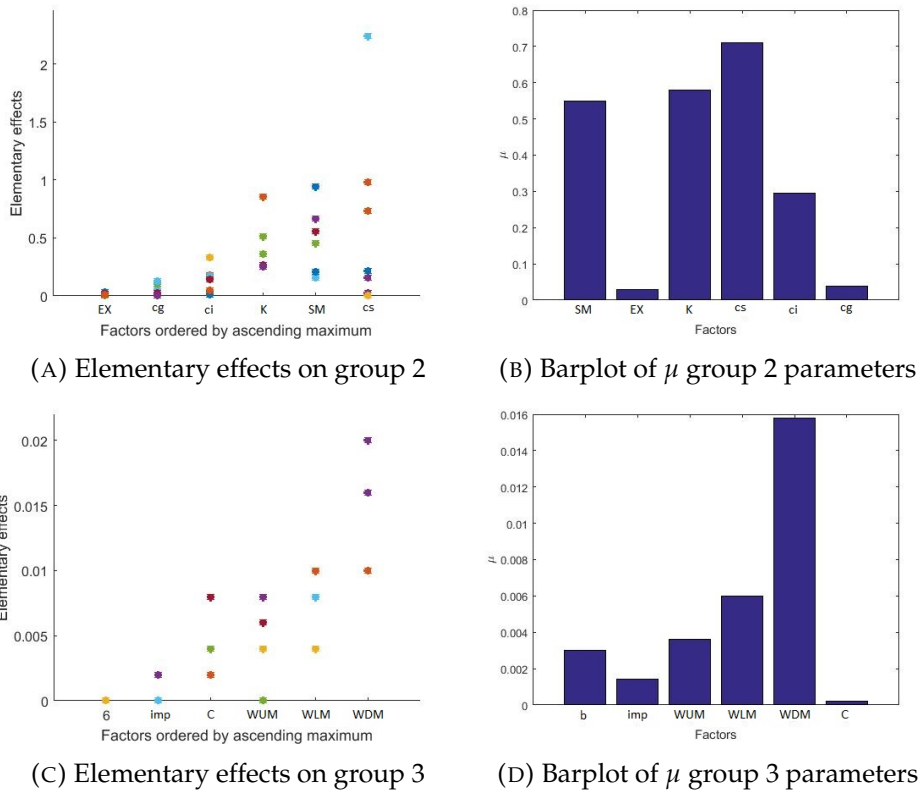 Elementary effects
2
1.5
1
0.5
0
EX cg ci K SM cs
Factors ordered by ascending maximum
(A) Elementary effects on group 2
μ
0.8
0.7
0.6
0.5
0.4
0.3
0.2
0.1
0
SM EX K cs ci cg
Factors
(B) Barplot of μ group 2 parameters
Elementary effects
0.02
0.015
0.01
0.005
0
6 imp C WUM WLM WDM
Factors ordered by ascending maximum
(C) Elementary effects on group 3
μ
0.016
0.014
0.012
0.01
0.008
0.006
0.004
0.002
0
b imp WUM WLM WDM C
Factors
(D) Barplot of μ group 3 parameters